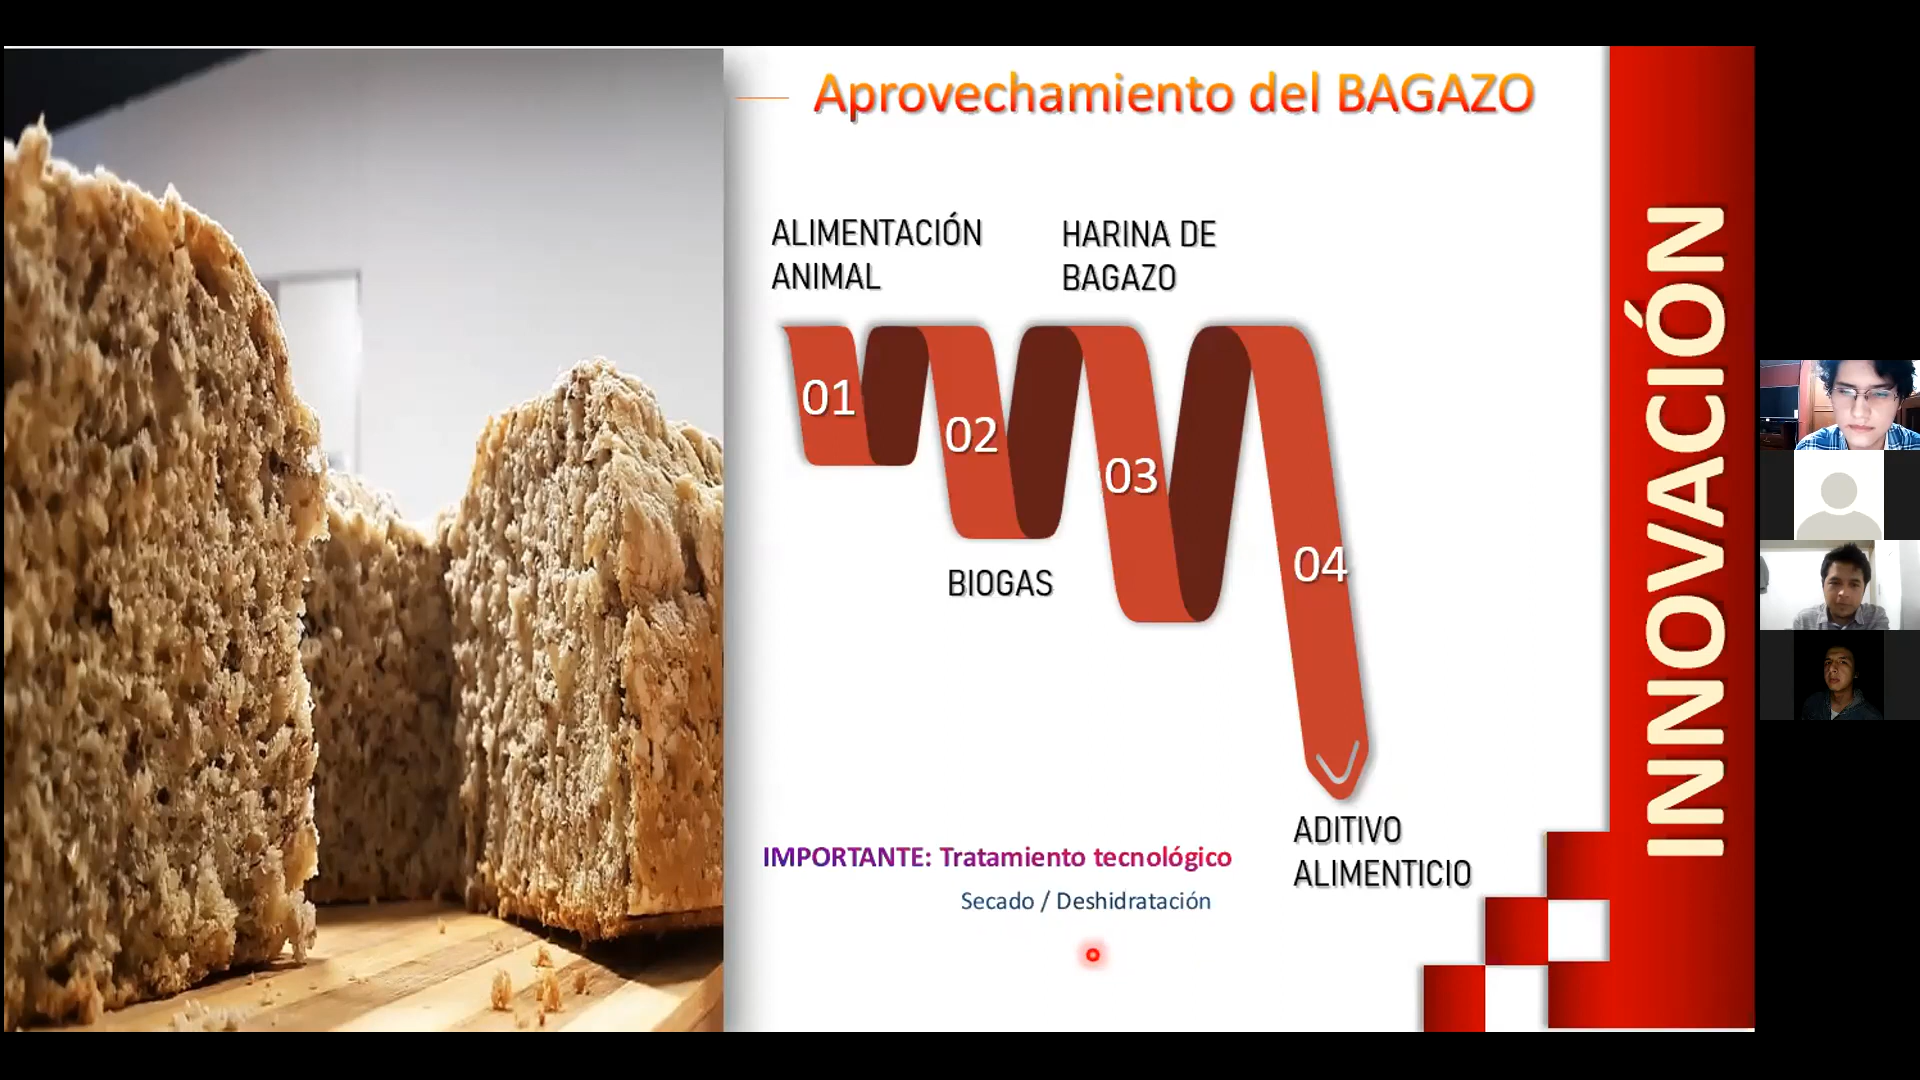 Aprovechamiento del BAGAZO
ALIMENTACIÓN
ANIMAL
HARINA DE
BAGAZO
01
02
03
04
BIOGAS
ADITIVO
ALIMENTICIO
IMPORTANTE: Tratamiento tecnológico
Secado / Deshidratación
INNOVACIÓN